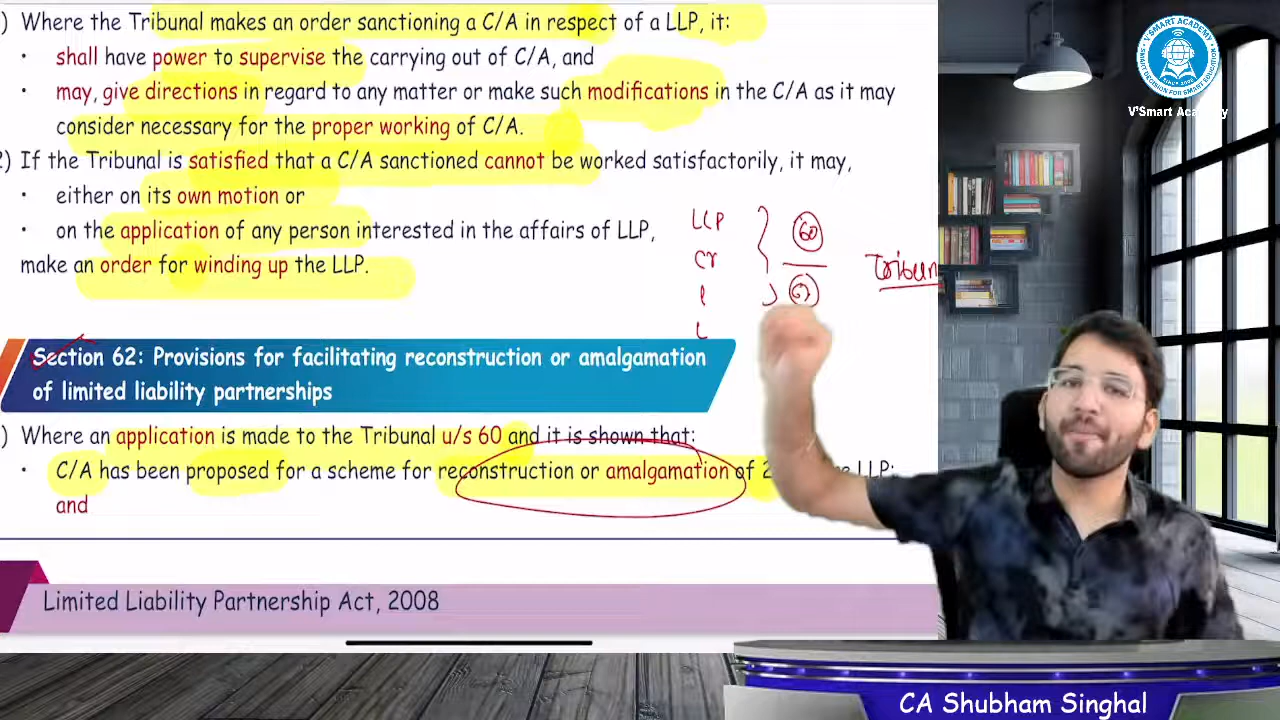 ) Where the Tribunal makes an order sanctioning a C/A in respect of a LLP, it:
• shall have power to supervise the carrying out of C/A, and
• may, give directions in regard to any matter or make such modifications in the C/A as it may
consider necessary for the proper working of C/A.
2) If the Tribunal is satisfied that a C/A sanctioned cannot be worked satisfactorily, it may,
• either on its own motion or
• on the application of any person interested in the affairs of LLP,
make an order for winding up the LLP.
LLP
cr
l
L
60
61
Tribun
Section 62: Provisions for facilitating reconstruction or amalgamation
of limited liability partnerships
) Where an application is made to the Tribunal u/s 60 and it is shown that:
• C/A has been proposed for a scheme for reconstruction or amalgamation of 2 LLP;
and
Limited Liability Partnership Act, 2008
V'SMART ACADEMY
SINCE 2002
V'Smart Academy
CA Shubham Singhal